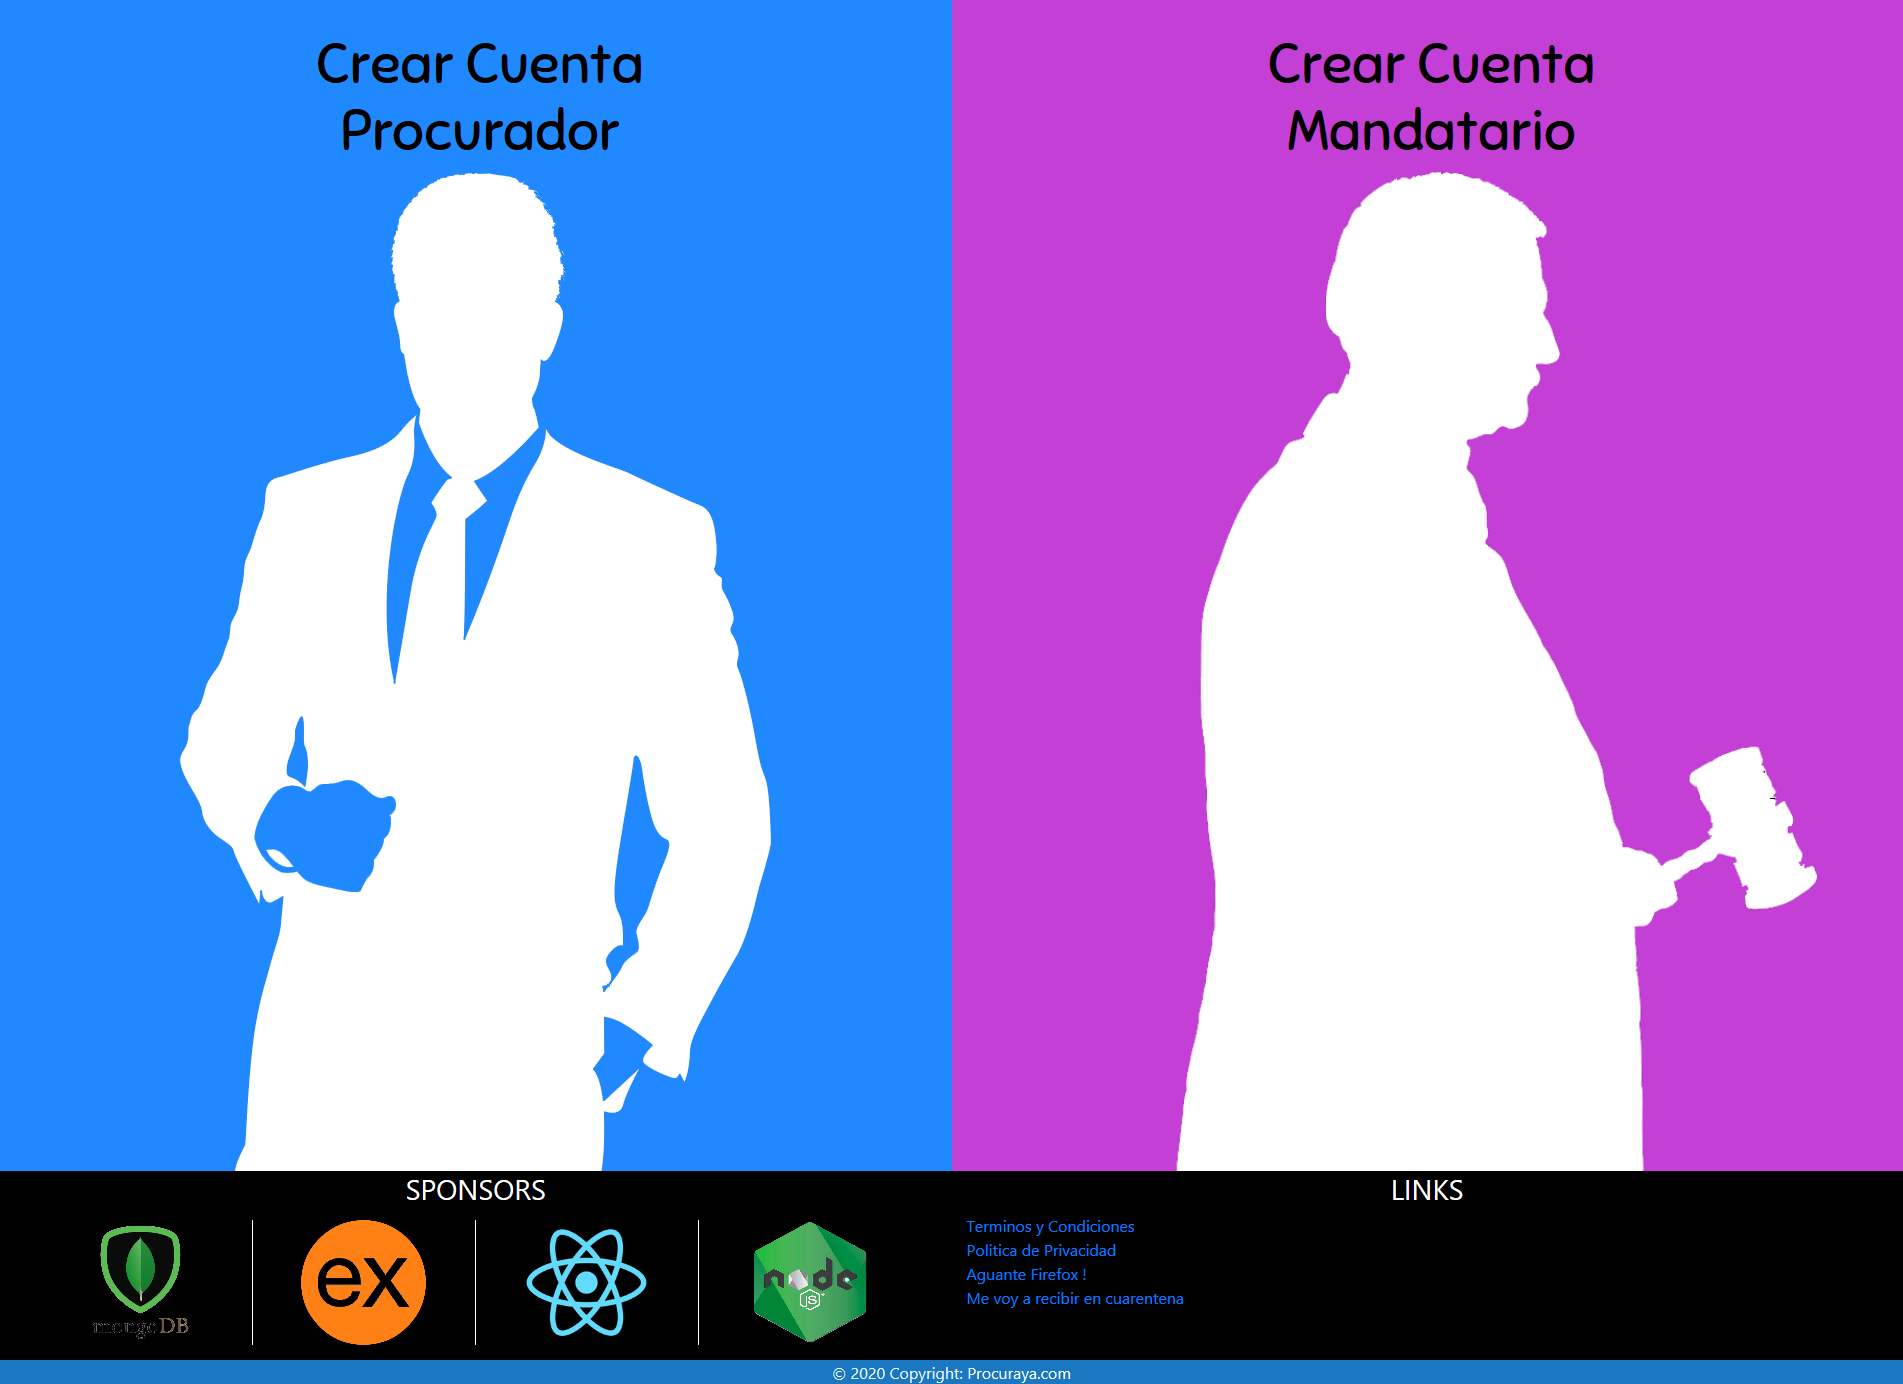 Crear Cuenta
Procurador
Crear Cuenta
Mandatario
SPONSORS
mongoDB
ex
node
JS
LINKS
Terminos y Condiciones
Politica de Privacidad
Aguante Firefox !
Me voy a recibir en cuarentena
© 2020 Copyright: Procuraya.com